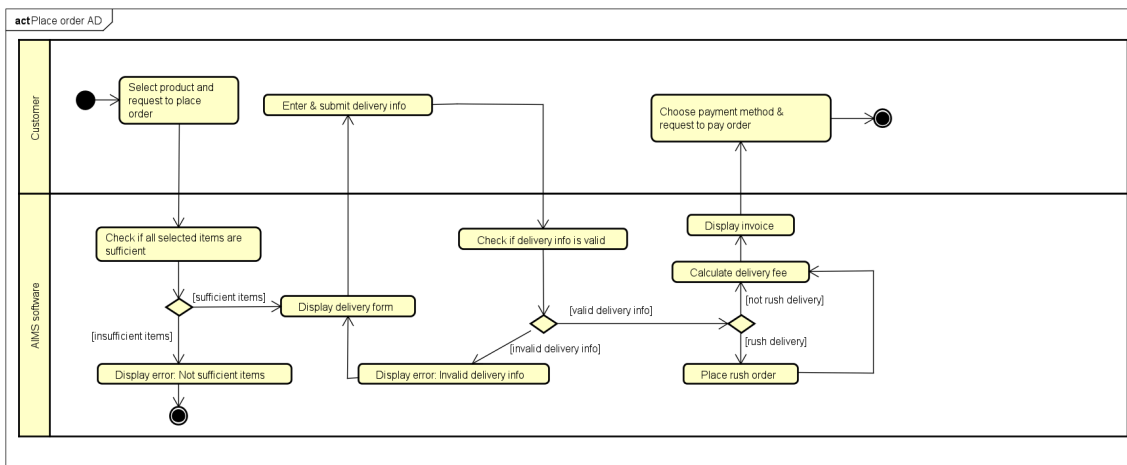 act Place order AD
Customer
Select product and
request to place
order
Enter & submit delivery info
Choose payment method &
request to pay order
AIMS software
Check if all selected items are
sufficient
[sufficient items]
[insufficient items]
Display error: Not sufficient items
Display delivery form
Check if delivery info is valid
[valid delivery info]
[invalid delivery info]
Display error: Invalid delivery info
Display invoice
Calculate delivery fee
[not rush delivery]
[rush delivery]
Place rush order